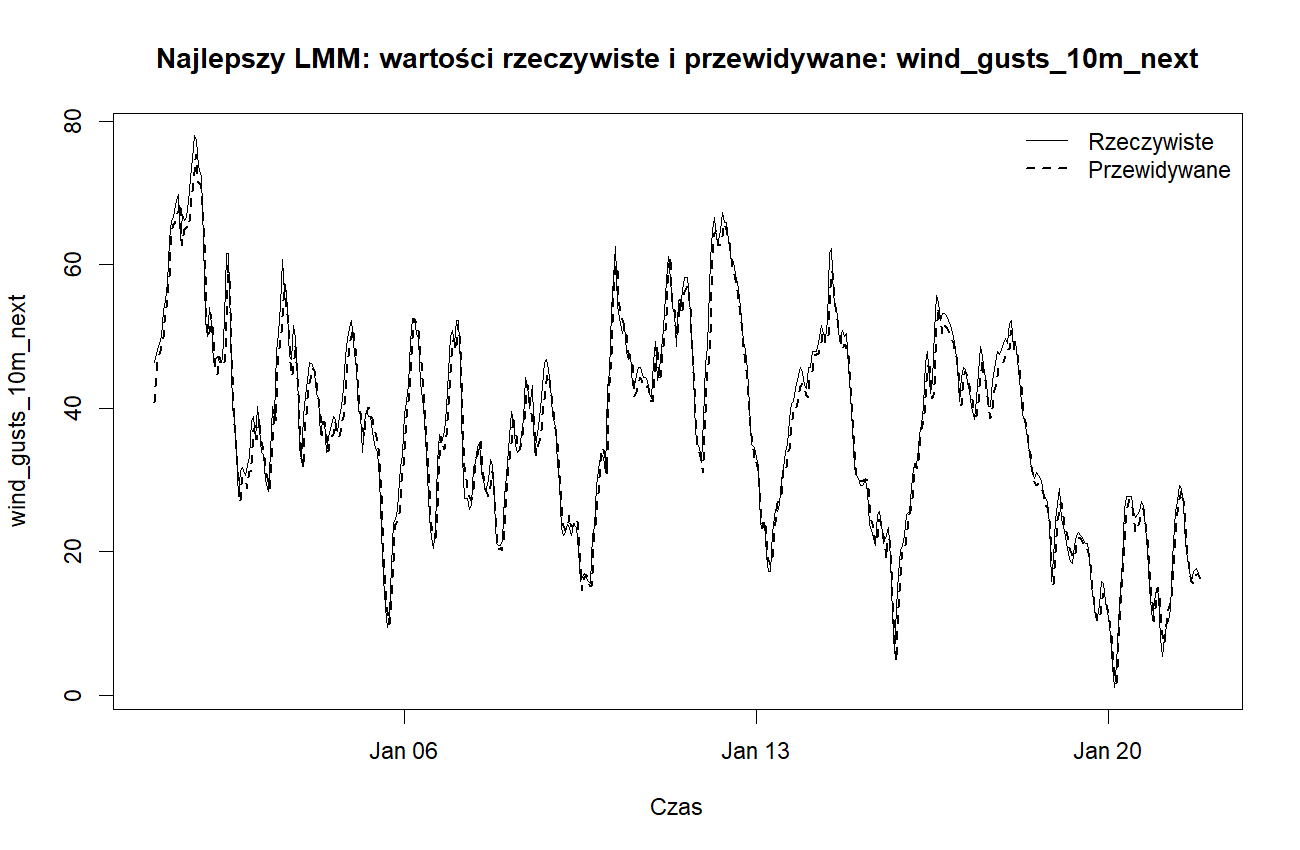 Najlepszy LMM: wartości rzeczywiste i przewidywane: wind_gusts_10m_next
Rzeczywiste
Przewidywane
wind_gusts_10m_next
80
60
40
20
0
Jan 06
Jan 13
Jan 20
Czas